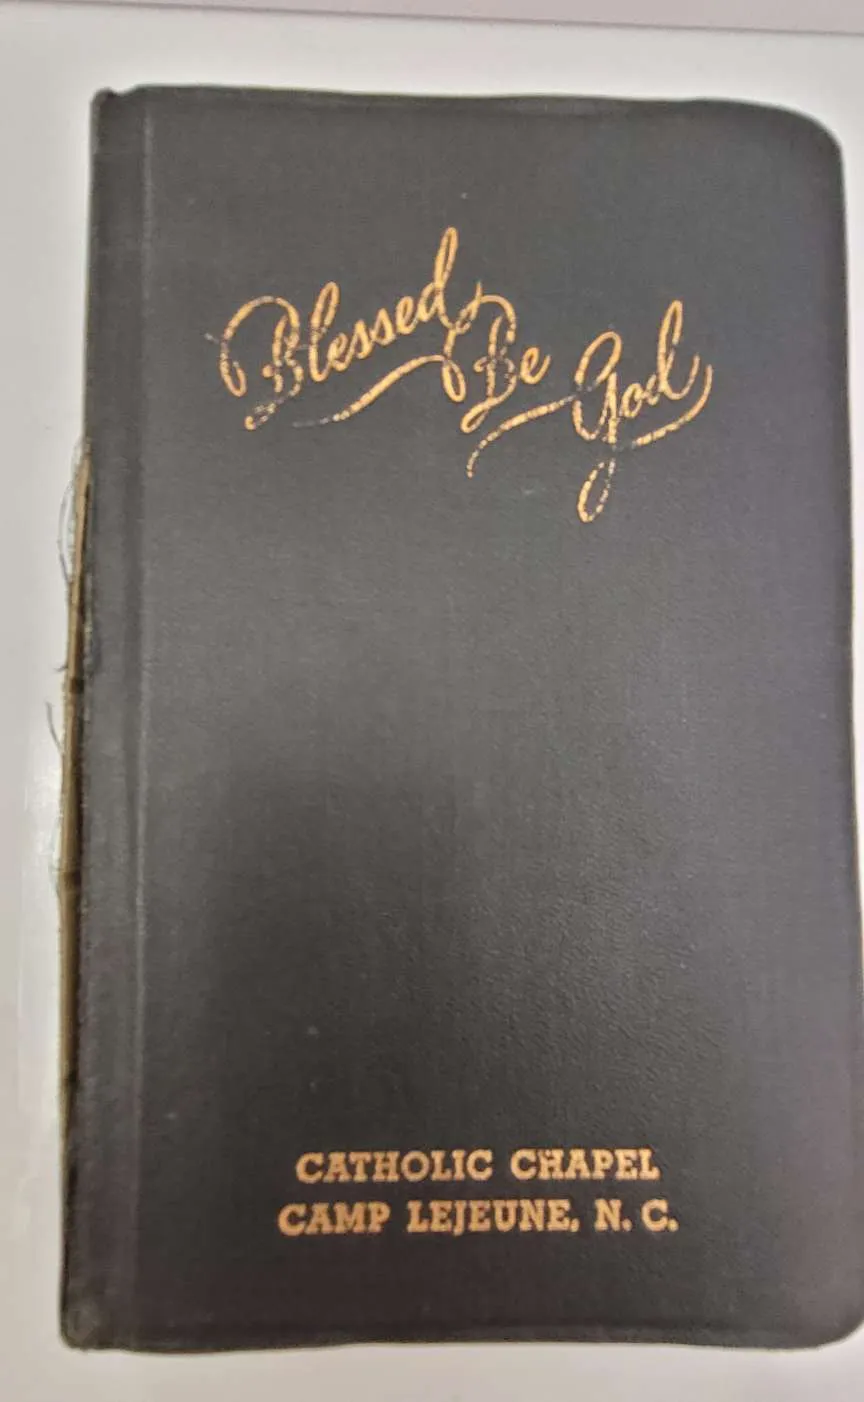 Blessed Be God
CATHOLIC CHAPEL
CAMP LEJEUNE, N. C.